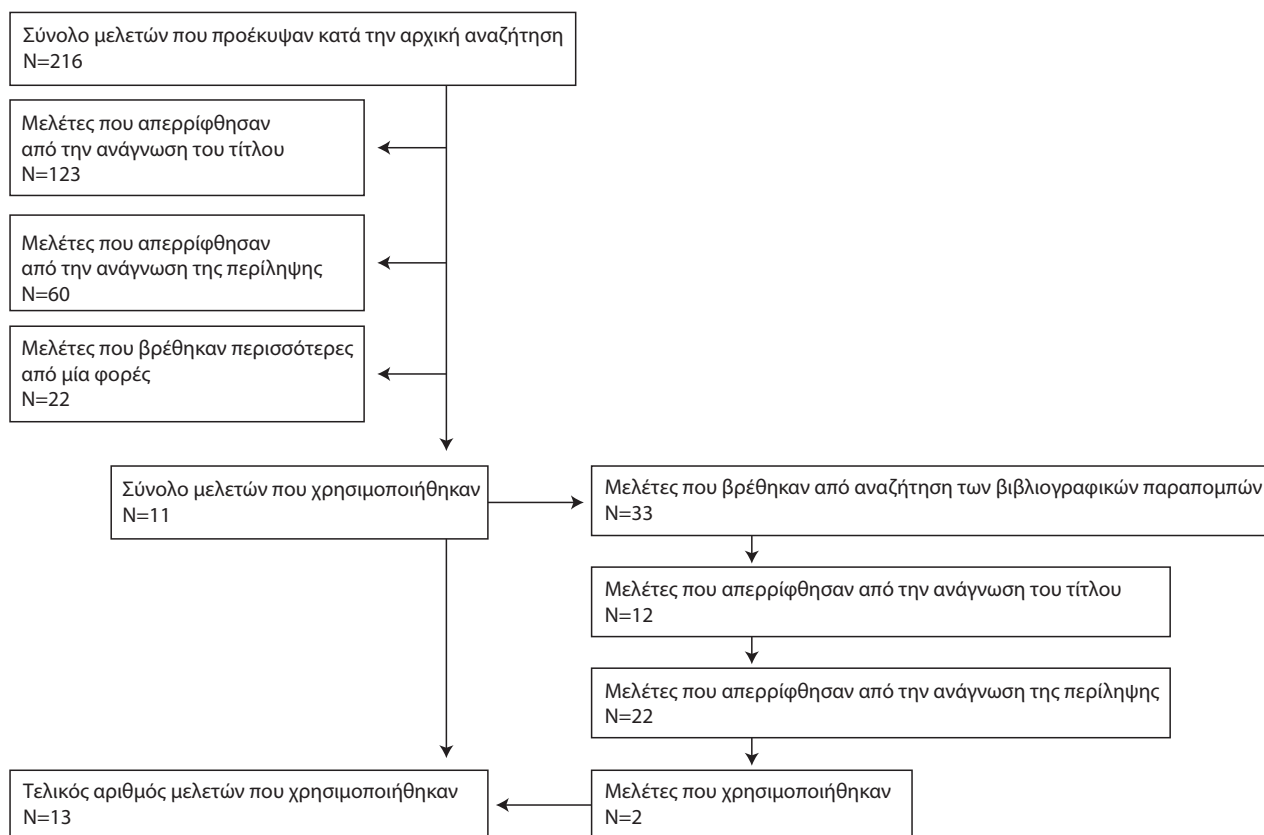 Σύνολο μελετών που προέκυψαν κατά την αρχική αναζήτηση
N=216
Μελέτες που απερρίφθησαν
από την ανάγνωση του τίτλου
N=123
Μελέτες που απερρίφθησαν
από την ανάγνωση της περίληψης
N=60
Μελέτες που βρέθηκαν περισσότερες
από μία φορές
N=22
Σύνολο μελετών που χρησιμοποιήθηκαν
N=11
Μελέτες που βρέθηκαν από αναζήτηση των βιβλιογραφικών παραπομπών
N=33
Μελέτες που απερρίφθησαν από την ανάγνωση του τίτλου
N=12
Μελέτες που απερρίφθησαν από την ανάγνωση της περίληψης
N=22
Μελέτες που χρησιμοποιήθηκαν
N=2
Τελικός αριθμός μελετών που χρησιμοποιήθηκαν
N=13